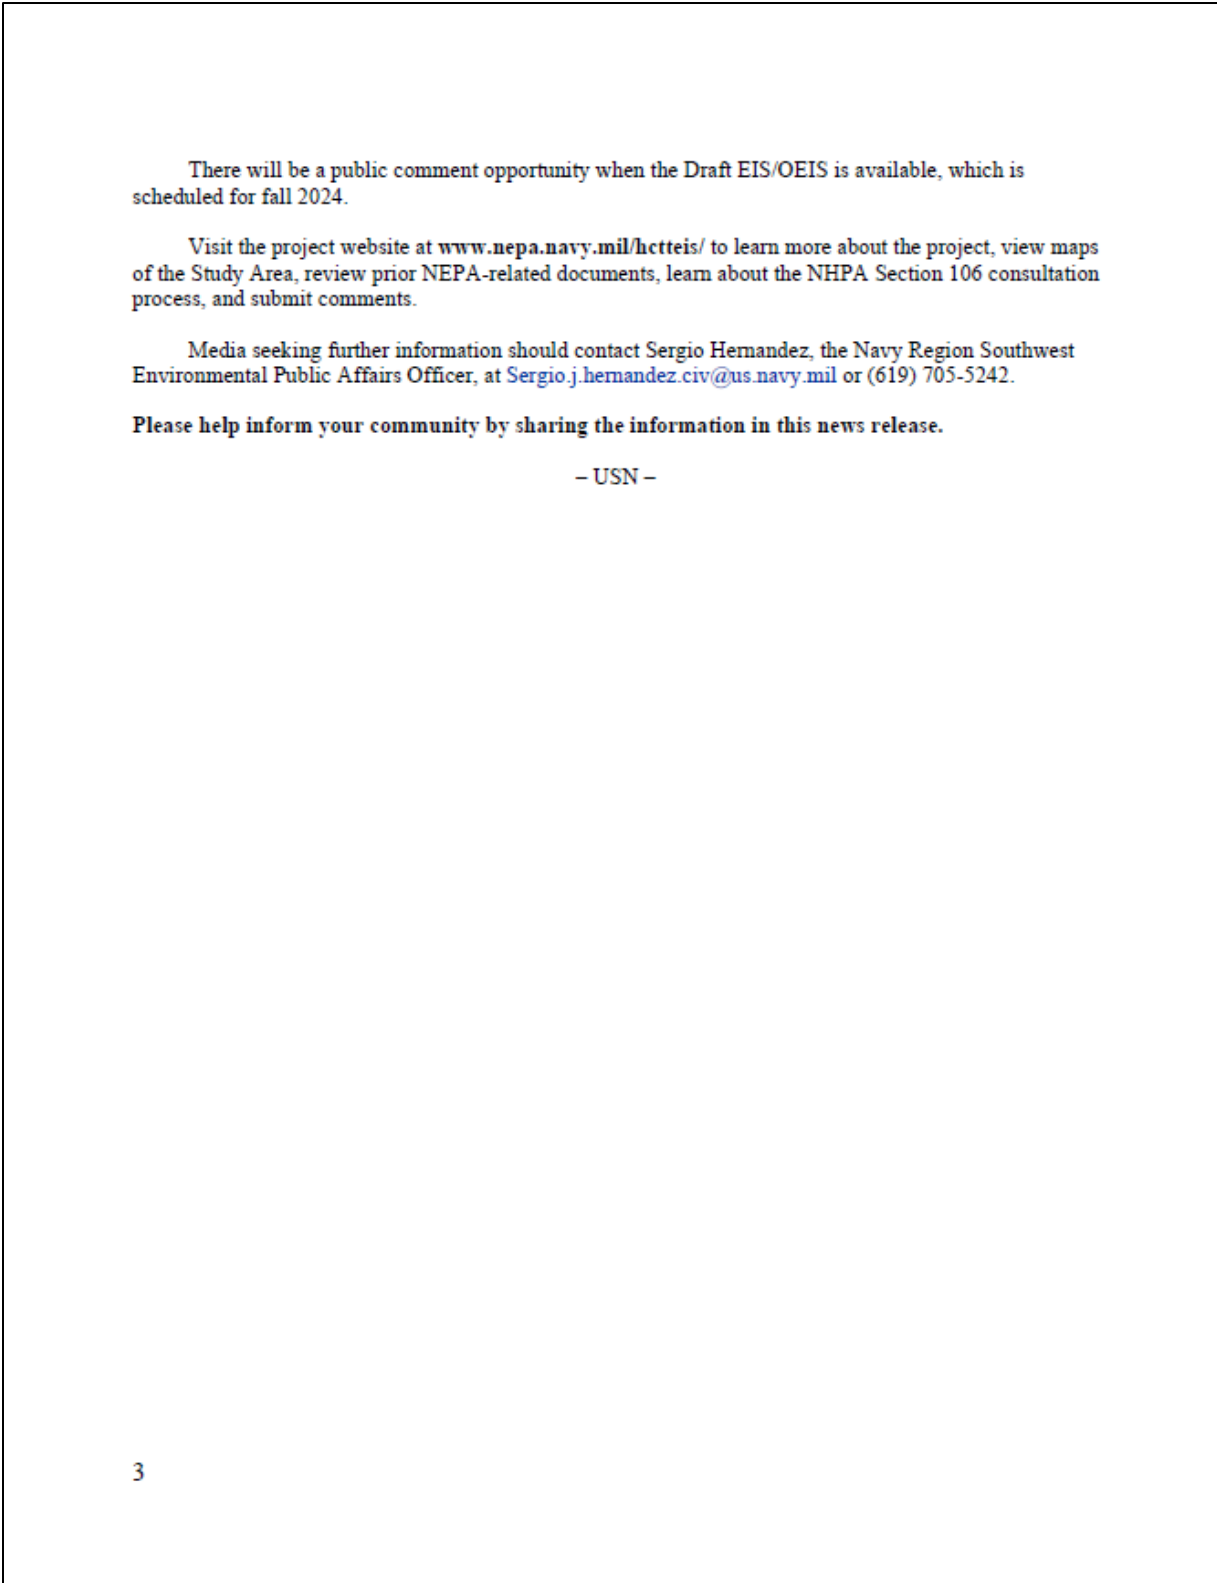 There will be a public comment opportunity when the Draft EIS/OEIS is available, which is
scheduled for fall 2024.
Visit the project website at www.nepa.navy.mil/hctteis/ to learn more about the project, view maps
of the Study Area, review prior NEPA-related documents, learn about the NHPA Section 106 consultation
process, and submit comments.
Media seeking further information should contact Sergio Hernandez, the Navy Region Southwest
Environmental Public Affairs Officer, at Sergio.j.hernandez.civ@us.navy.mil or (619) 705-5242.
Please help inform your community by sharing the information in this news release.
– USN –
3